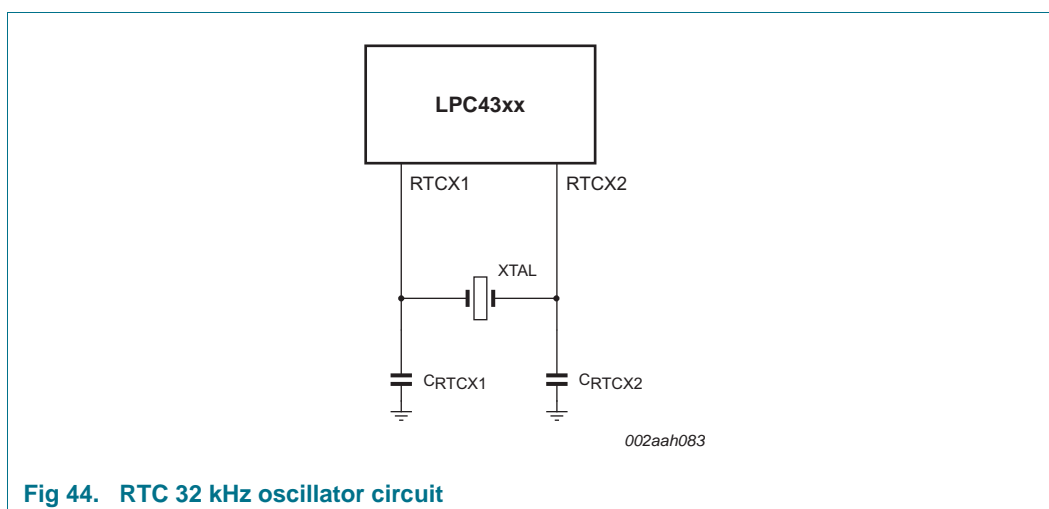 LPC43xx
RTCX1
RTCX2
XTAL
CRTCX1
CRTCX2
002aah083
Fig 44. RTC 32 kHz oscillator circuit